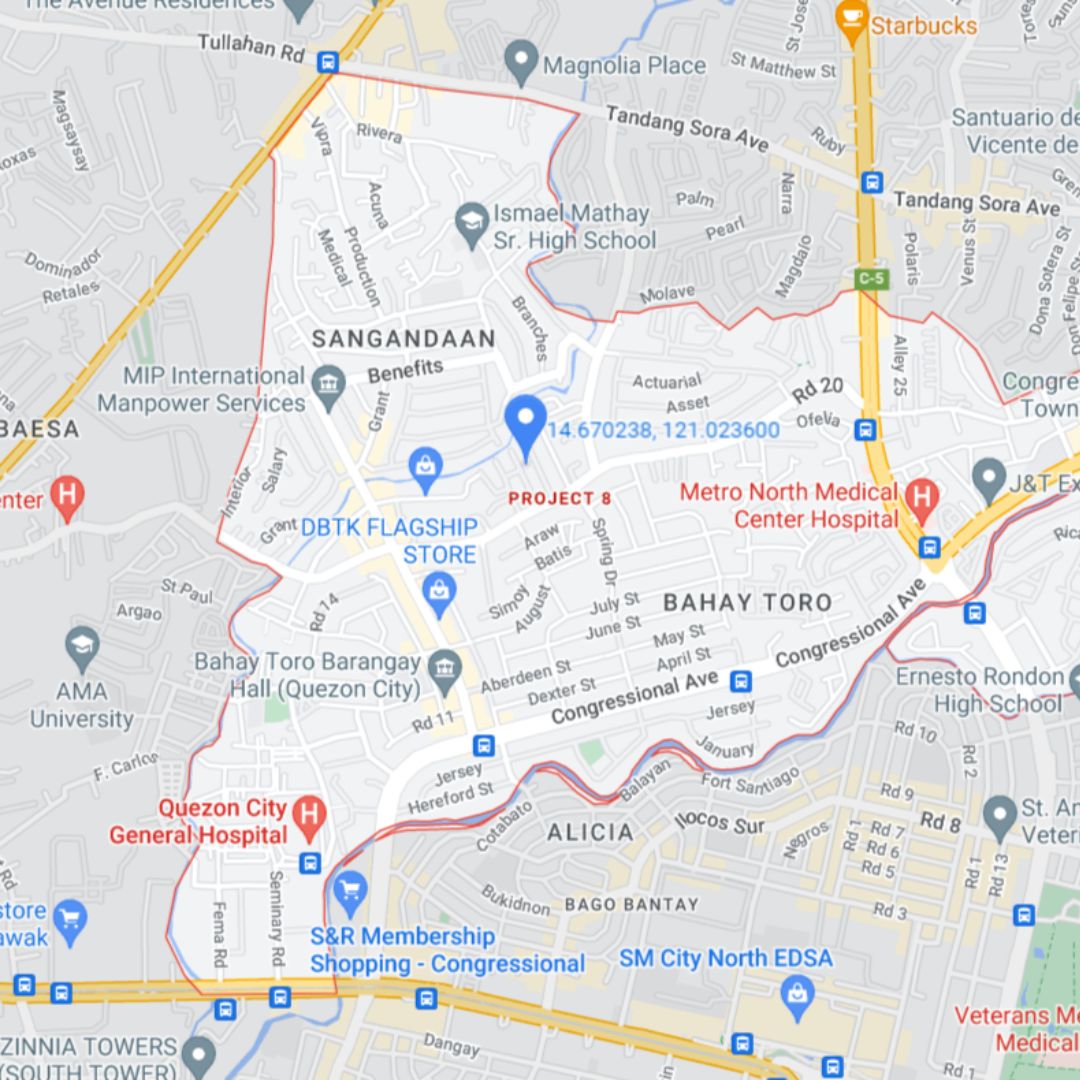 The Avenue Residences
Tullahan Rd
Magnolia Place
Starbucks
St Jose
St Matthew St
Tandang Sora Ave
Santuario de
Vicente de
Magsaysay
Vipra
Rivera
Ruby
Tandang Sora Ave
Palm
Narra
Pearl
Venus St
Polaris
Acuna
Ismael Mathay
Sr. High School
Production
Medical
Magdalo
Dona Sotera St
Don Felipe St
Dominador
Retales
Molave
C-5
Branches
SANGANDAAN
Benefits
MIP International
Manpower Services
Grant
Actuarial
Asset
Rd 20
Ofelia
Alley 25
Congre
Town
BAESA
14.670238, 121.023600
Salary
Interior
enter
PROJECT 8
Metro North Medical
Center Hospital
J&T Ex
Grant
DBTK FLAGSHIP
STORE
Araw
Batis
Spring Dr
Rica
St Paul
Argao
Rd 74
Simoy
August
July St
June St
BAHAY TORO
May St
April St
Congressional Ave
AMA
University
Bahay Toro Barangay
Hall (Quezon City)
Aberdeen St
Dexter St
Congressional Ave
Ernesto Rondon
High School
Rd 11
Jersey
January
Rd 10
Rd 2
F. Carlos
Jersey
Hereford St
Balayan
Fort Santiago
Quezon City
General Hospital
Cotabato
ALICIA
Ilocos Sur
Negros
Rd 9
Rd 8
Rd 1
Rd 7
Rd 6
Rd 5
St. An
Veter
Rd 1
Rd 13
Rd
Fema Rd
Seminary Rd
Bukidnon
BAGO BANTAY
Rd 3
store
awak
S&R Membership
Shopping - Congressional
SM City North EDSA
Veterans Me
Medical
ZINNIA TOWERS
(SOUTH TOWER)
Dangay
Rd 1